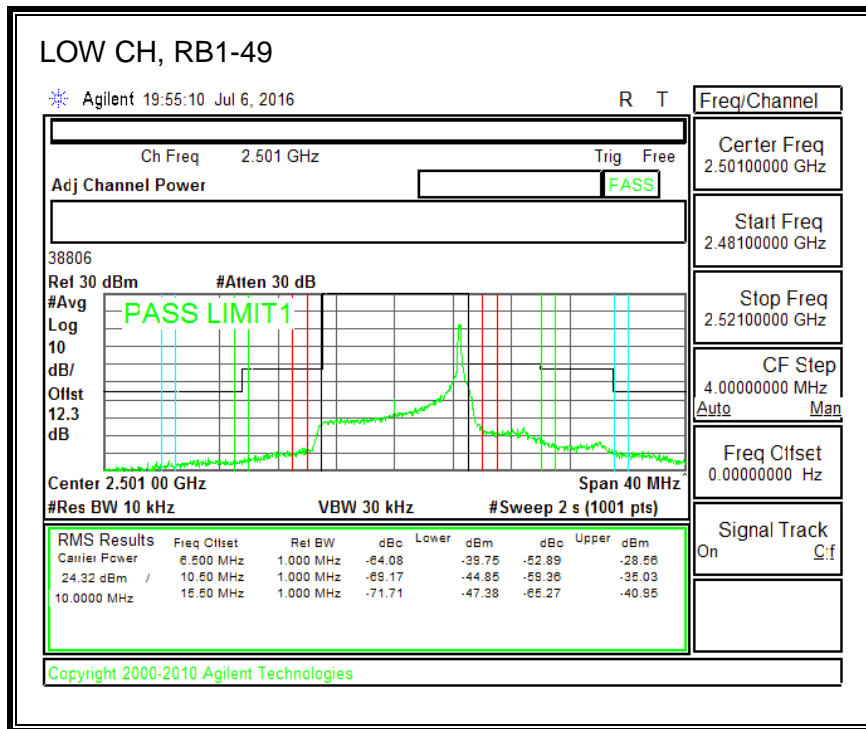 LOW CH, RB1-49
Agilent 19:55:10 Jul 6, 2016 R T
Freq/Channel
Ch Freq 2.501 GHz Trig Free
Adj Channel Power PASS
Center Freq
2.50100000 GHz
Start Freq
2.48100000 GHz
Stop Freq
2.52100000 GHz
CF Step
4.00000000 MHz
Auto Man
Freq Offset
0.00000000 Hz
Signal Track
On Off
38806
Ref 30 dBm #Atten 30 dB
#Avg
Log
10
dB/
Offst
12.3
dB
PASS LIMIT1
Center 2.501 00 GHz Span 40 MHz
#Res BW 10 kHz VBW 30 kHz #Sweep 2 s (1001 pts)
RMS Results Freq Offset Ref BW dBc Lower dBm dBc Upper dBm
Carrier Power 6.500 MHz 1.000 MHz -64.08 -39.75 -52.89 -28.56
24.32 dBm / 10.50 MHz 1.000 MHz -69.17 -44.85 -59.36 -35.03
10.0000 MHz 15.50 MHz 1.000 MHz -71.71 -47.38 -65.27 -40.95
Copyright 2000-2010 Agilent Technologies